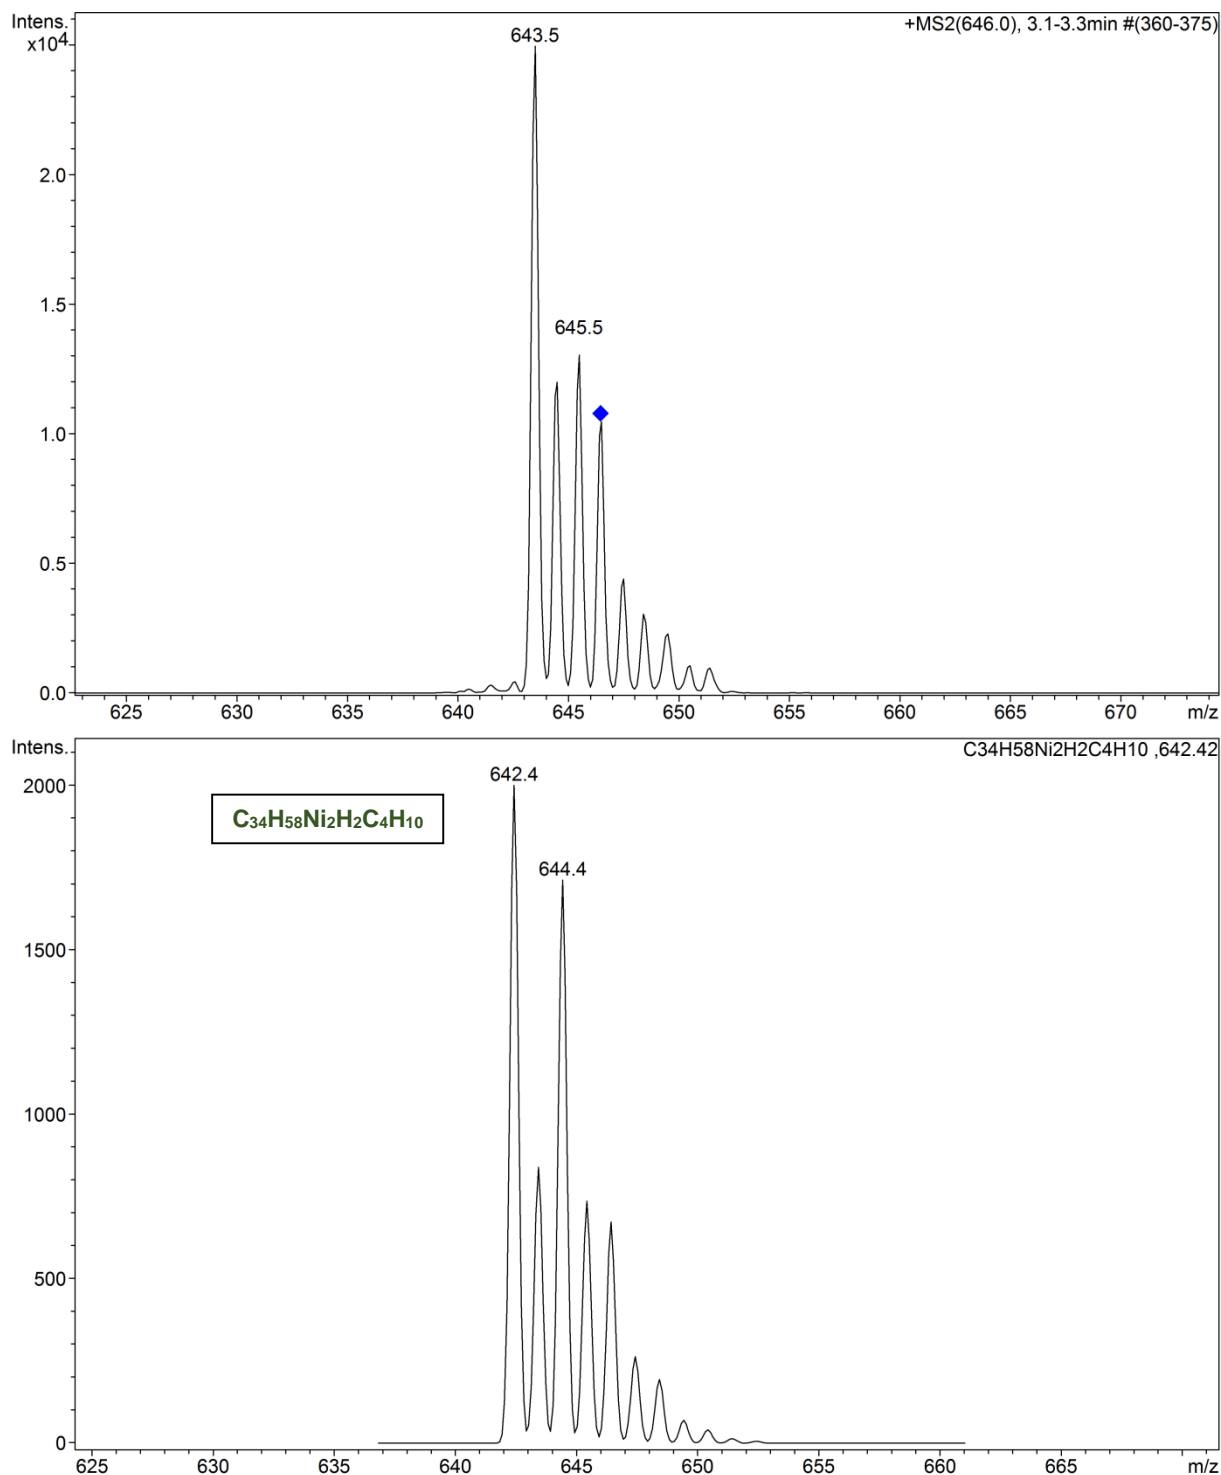 Intens.
x10⁴
+MS2(646.0), 3.1-3.3min #(360-375)
643.5
2.0
645.5
1.5
1.0
0.5
0.0
625 630 635 640 645 650 655 660 665 670 m/z
Intens.
C34H58Ni2H2C4H10 ,642.42
642.4
2000
C₃₄H₅₈Ni₂H₂C₄H₁₀
644.4
1500
1000
500
0
625 630 635 640 645 650 655 660 665 m/z